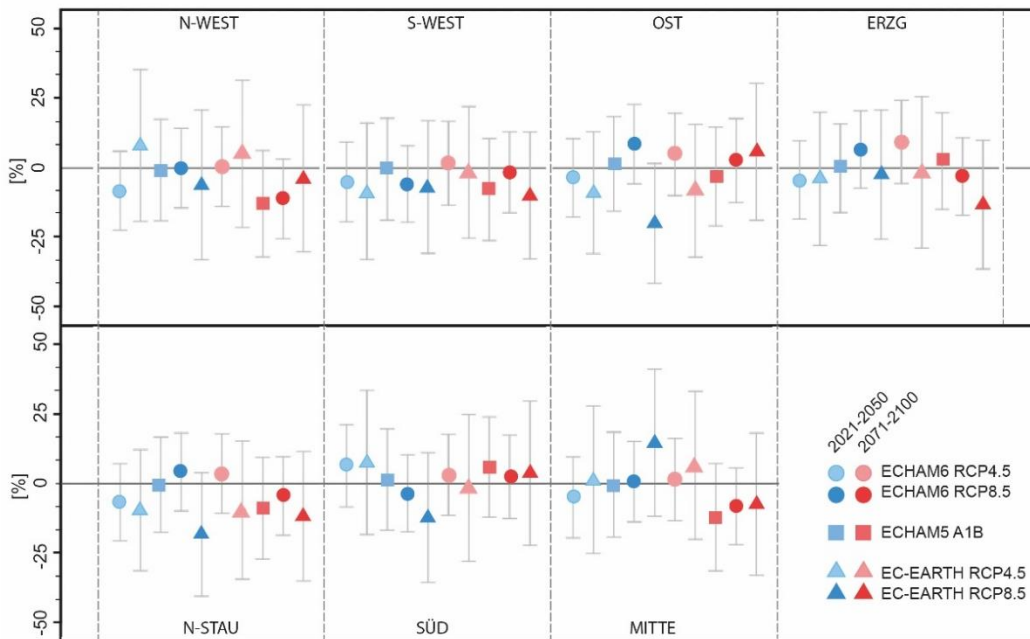 N-WEST S-WEST OST ERZG
50
25
0
-25
-50
[%]
50
25
0
-25
-50
[%]
N-STAU SÜD MITTE
2021-2050
2071-2100
ECHAM6 RCP4.5
ECHAM6 RCP8.5
ECHAM5 A1B
EC-EARTH RCP4.5
EC-EARTH RCP8.5